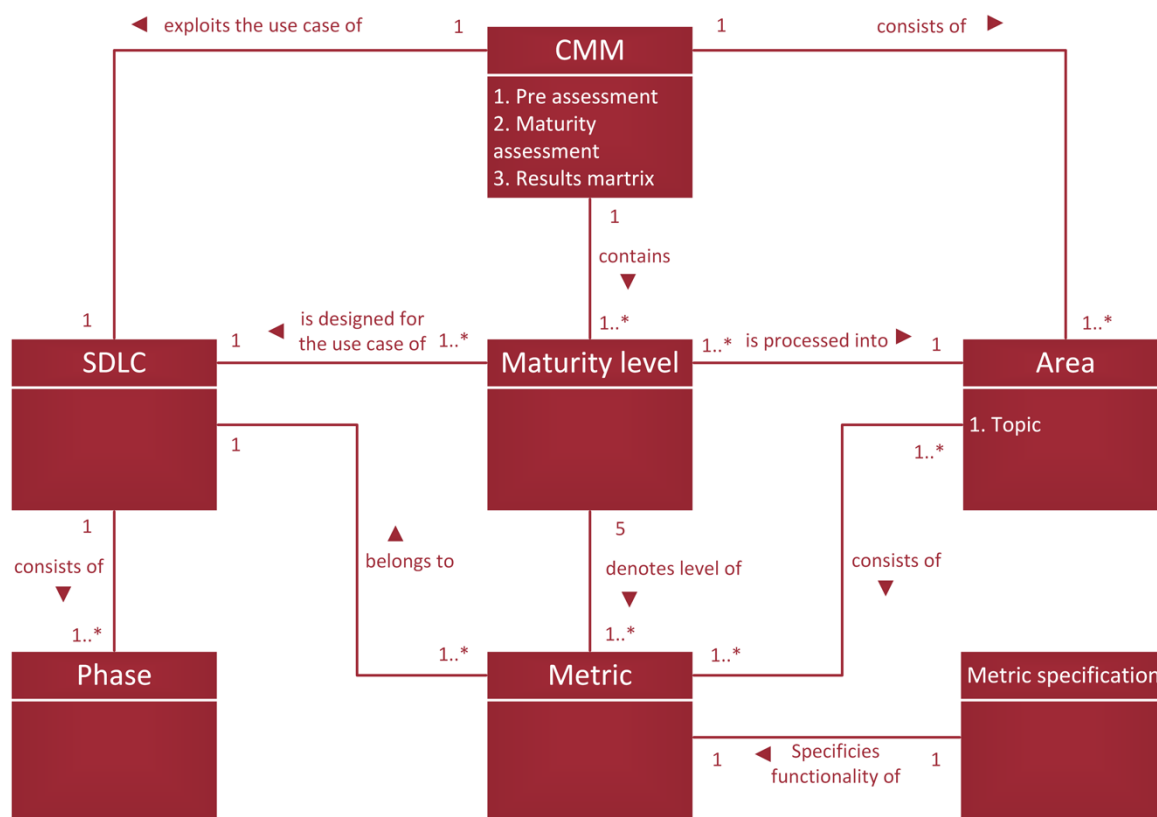 exploits the use case of
1
1
consists of
CMM
1. Pre assessment
2. Maturity
assessment
3. Results martrix
1
contains
1
1..*
1..*
is designed for
the use case of
1
1..*
1..*
is processed into
1
SDLC
Maturity level
Area
1. Topic
1
1..*
1
5
consists of
belongs to
denotes level of
consists of
1..*
1..*
1..*
1..*
Phase
Metric
Metric specification
1
Specificies
functionality of
1